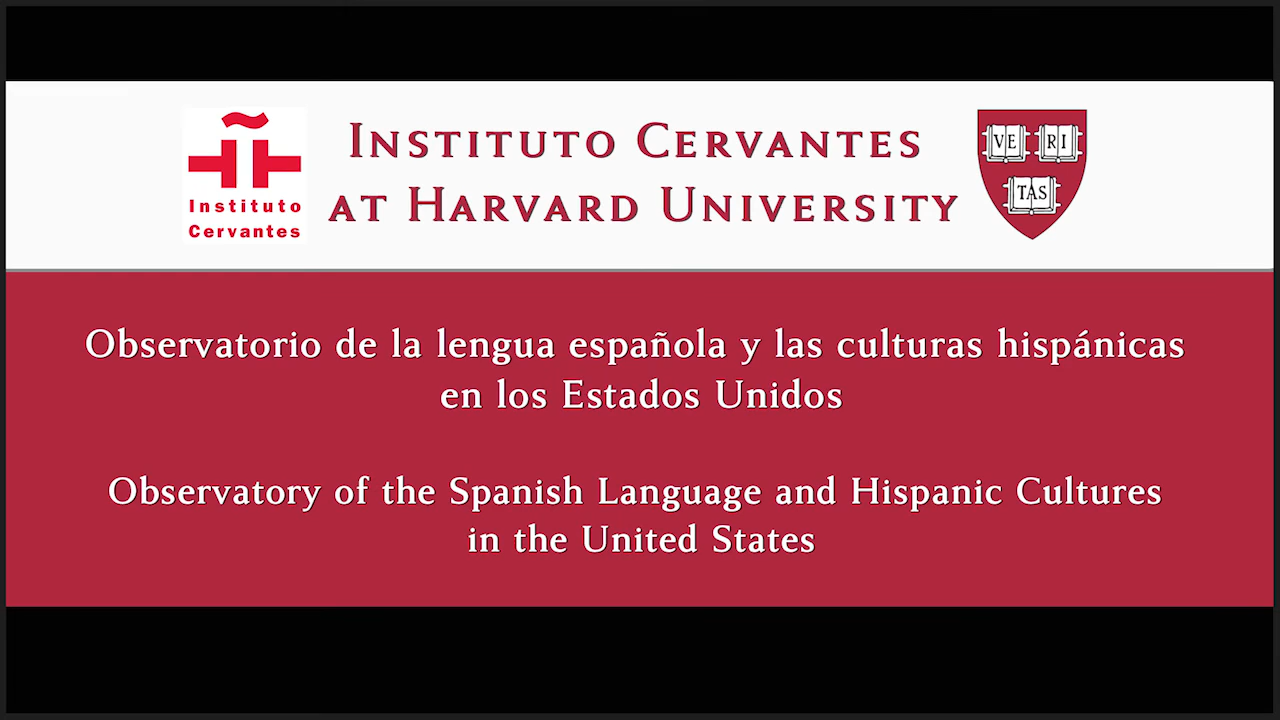 Instituto
Cervantes
INSTITUTO CERVANTES
AT HARVARD UNIVERSITY
VE RI
TAS
Observatorio de la lengua española y las culturas hispánicas
en los Estados Unidos
Observatory of the Spanish Language and Hispanic Cultures
in the United States